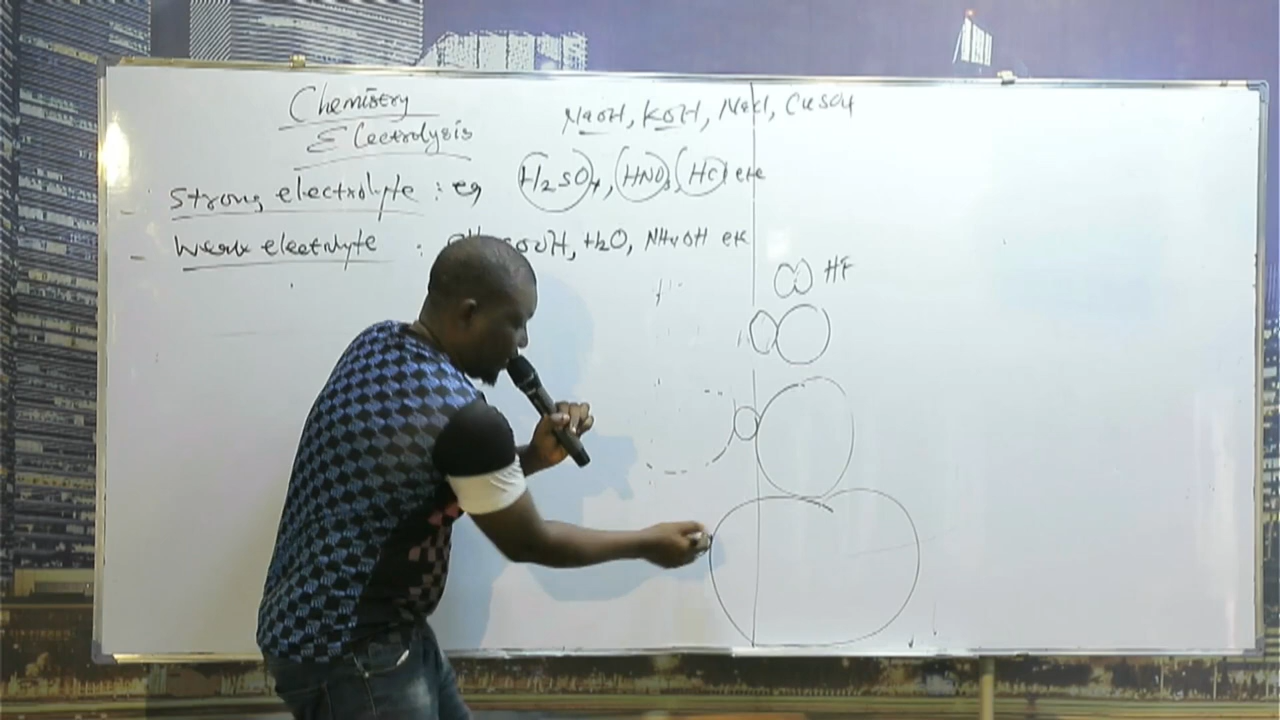 Chemistry
Electrolysis
NaOH, KOH, NaCl, CuSO4
Strong electrolyte : eg H2SO4, HNO3, HCl etc
Weak electrolyte : COOH, H2O, NH4OH etc
HF